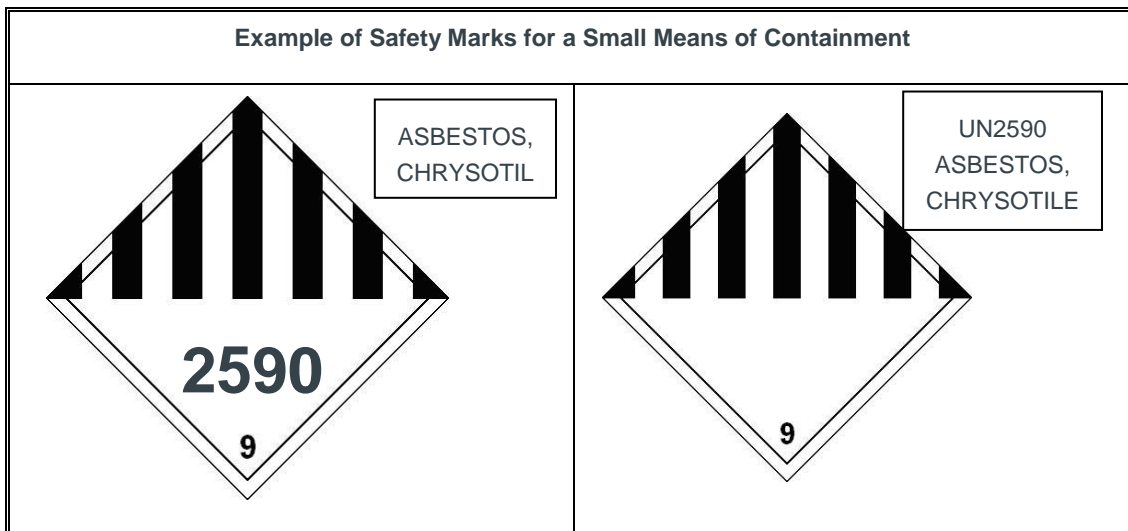 Example of Safety Marks for a Small Means of Containment
ASBESTOS,
CHRYSOTIL
2590
9
UN2590
ASBESTOS,
CHRYSOTILE
9